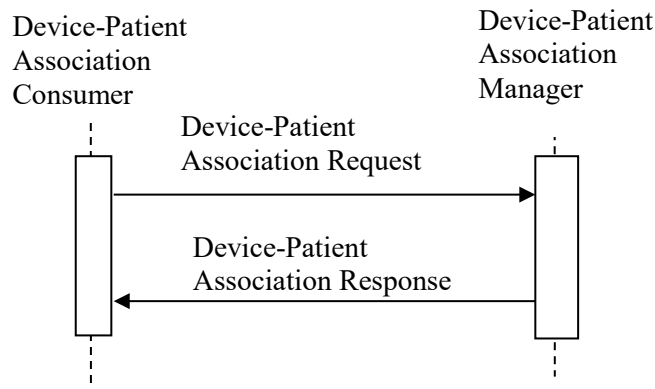 Device-Patient
Association
Consumer
Device-Patient
Association
Manager
Device-Patient
Association Request
Device-Patient
Association Response